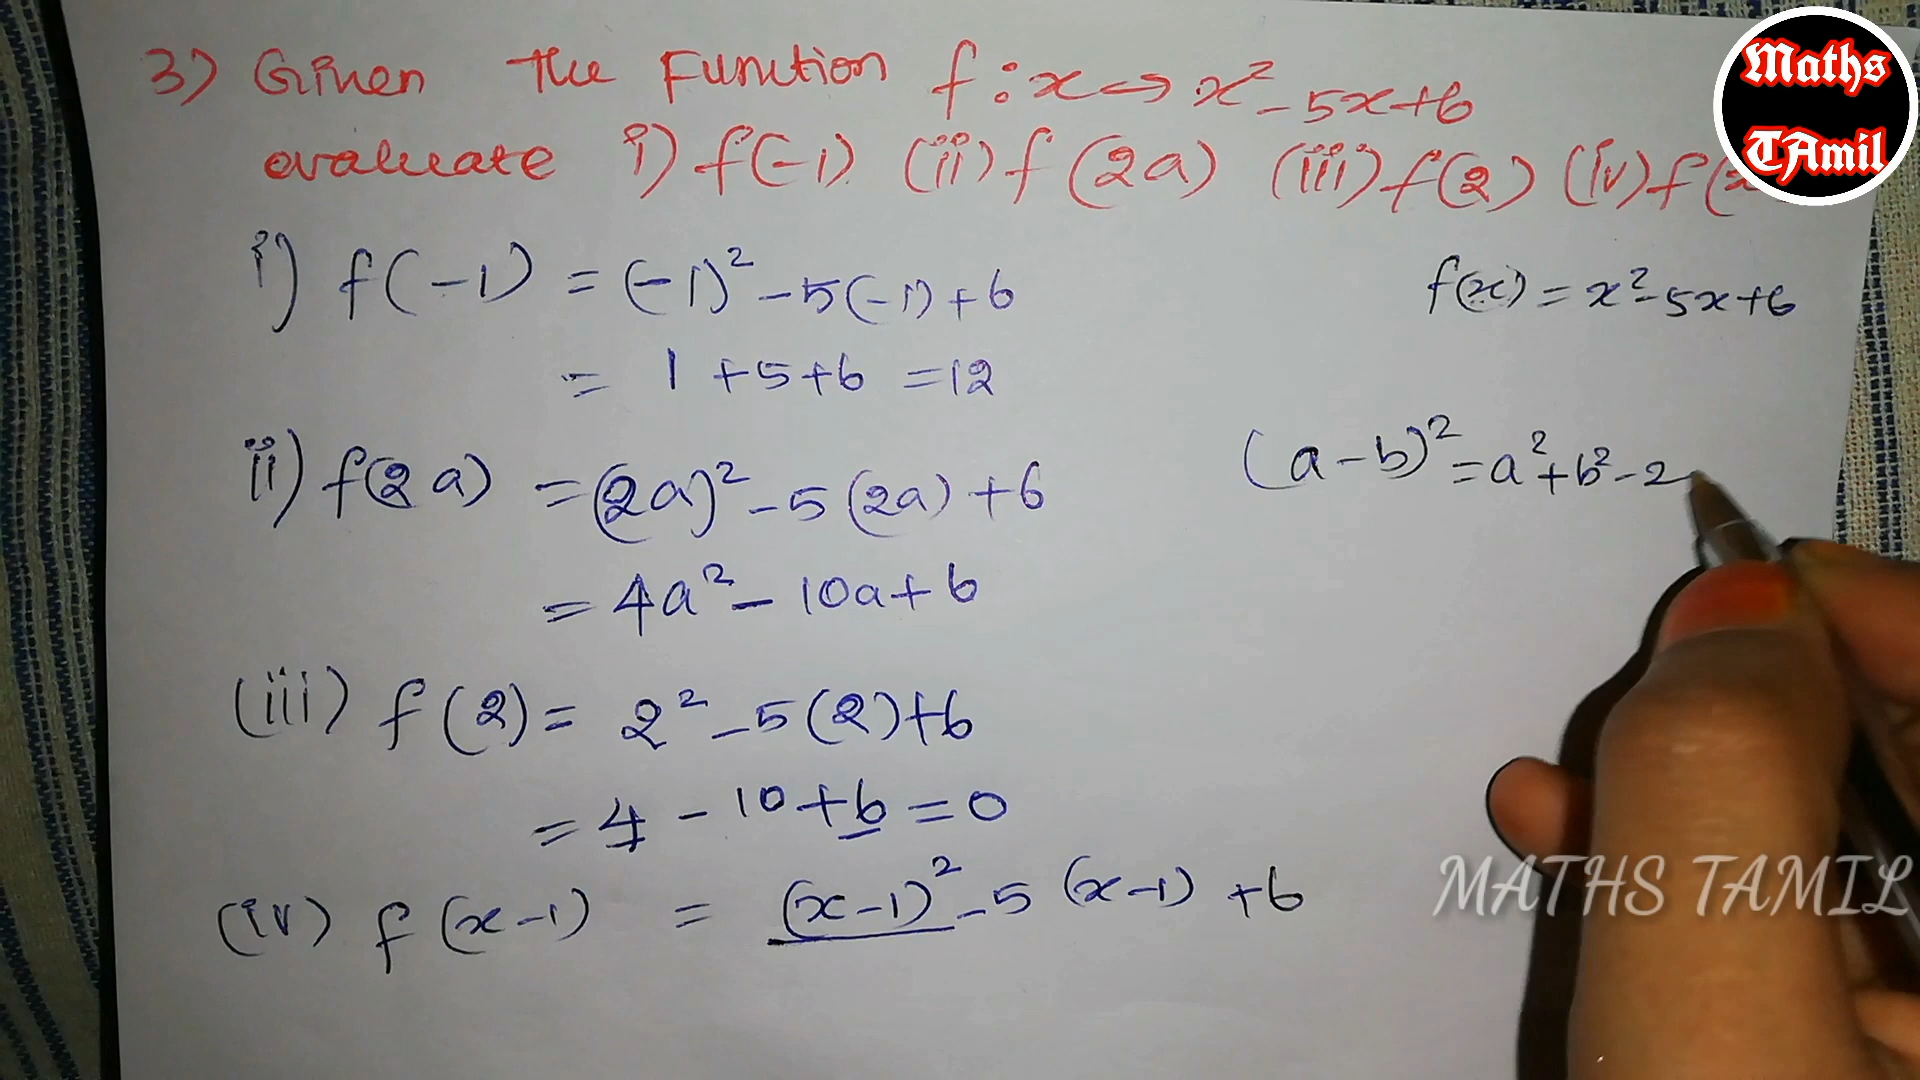 3) Given the Function f : x → x² - 5x + 6
evaluate i) f(-1) (ii) f(2a) (iii) f(2) (iv) f(x
Maths
TAmil
i) f(-1) = (-1)² - 5(-1) + 6
= 1 + 5 + 6 = 12
f(x) = x² - 5x + 6
ii) f(2a) = (2a)² - 5(2a) + 6
= 4a² - 10a + 6
(a - b)² = a² + b² - 2
(iii) f(2) = 2² - 5(2) + 6
= 4 - 10 + 6 = 0
(iv) f(x-1) = (x-1)² - 5(x-1) + 6
MATHS TAMIL